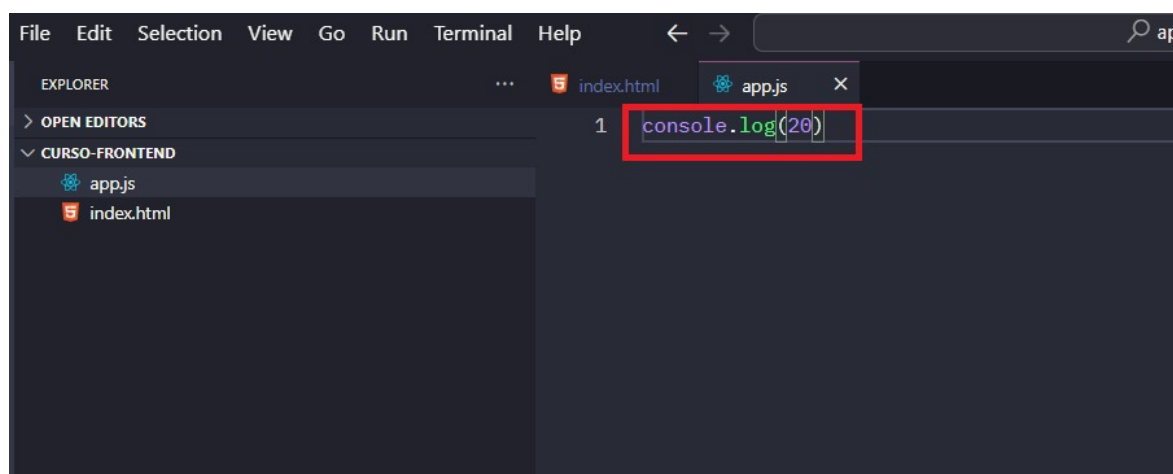 File Edit Selection View Go Run Terminal Help ← → ap
EXPLORER ··· index.html app.js ×
> OPEN EDITORS
CURSO-FRONTEND
app.js
index.html
1 console.log(20)